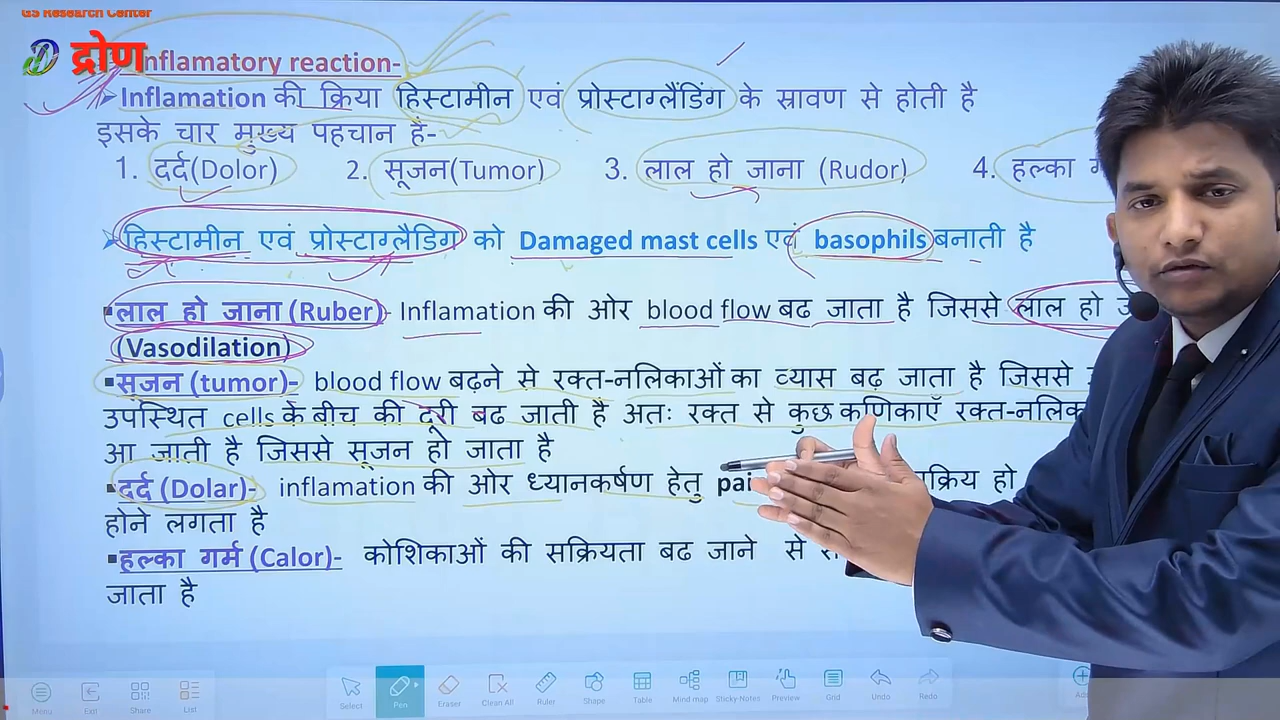 GS Research Center
द्रोण
Inflamatory reaction-
Inflamation की क्रिया हिस्टामीन एवं प्रोस्टाग्लैंडिंग के स्रावण से होती है
इसके चार मुख्य पहचान है-
1. दर्द(Dolor) 2. सूजन(Tumor) 3. लाल हो जाना (Rudor) 4. हल्का
हिस्टामीन एवं प्रोस्टाग्लैडिग को Damaged mast cells एवं basophils बनाती है
लाल हो जाना (Ruber)- Inflamation की ओर blood flow बढ जाता है जिससे लाल हो
(Vasodilation)
सूजन (tumor)- blood flow बढ़ने से रक्त-नलिकाओं का व्यास बढ़ जाता है जिससे
उपस्थित cells के बीच की दूरी बढ जाती है अतः रक्त से कुछ कणिकाएँ रक्त-नलिक
आ जाती है जिससे सूजन हो जाता है
दर्द (Dolar)- inflamation की ओर ध्यानकर्षण हेतु pai क्रिय हो
होने लगता है
हल्का गर्म (Calor)- कोशिकाओं की सक्रियता बढ जाने से
जाता है
Menu Exit Share List Select Pen Eraser Clean All Ruler Shape Table Mind map Sticky Notes Preview Grid Undo Redo